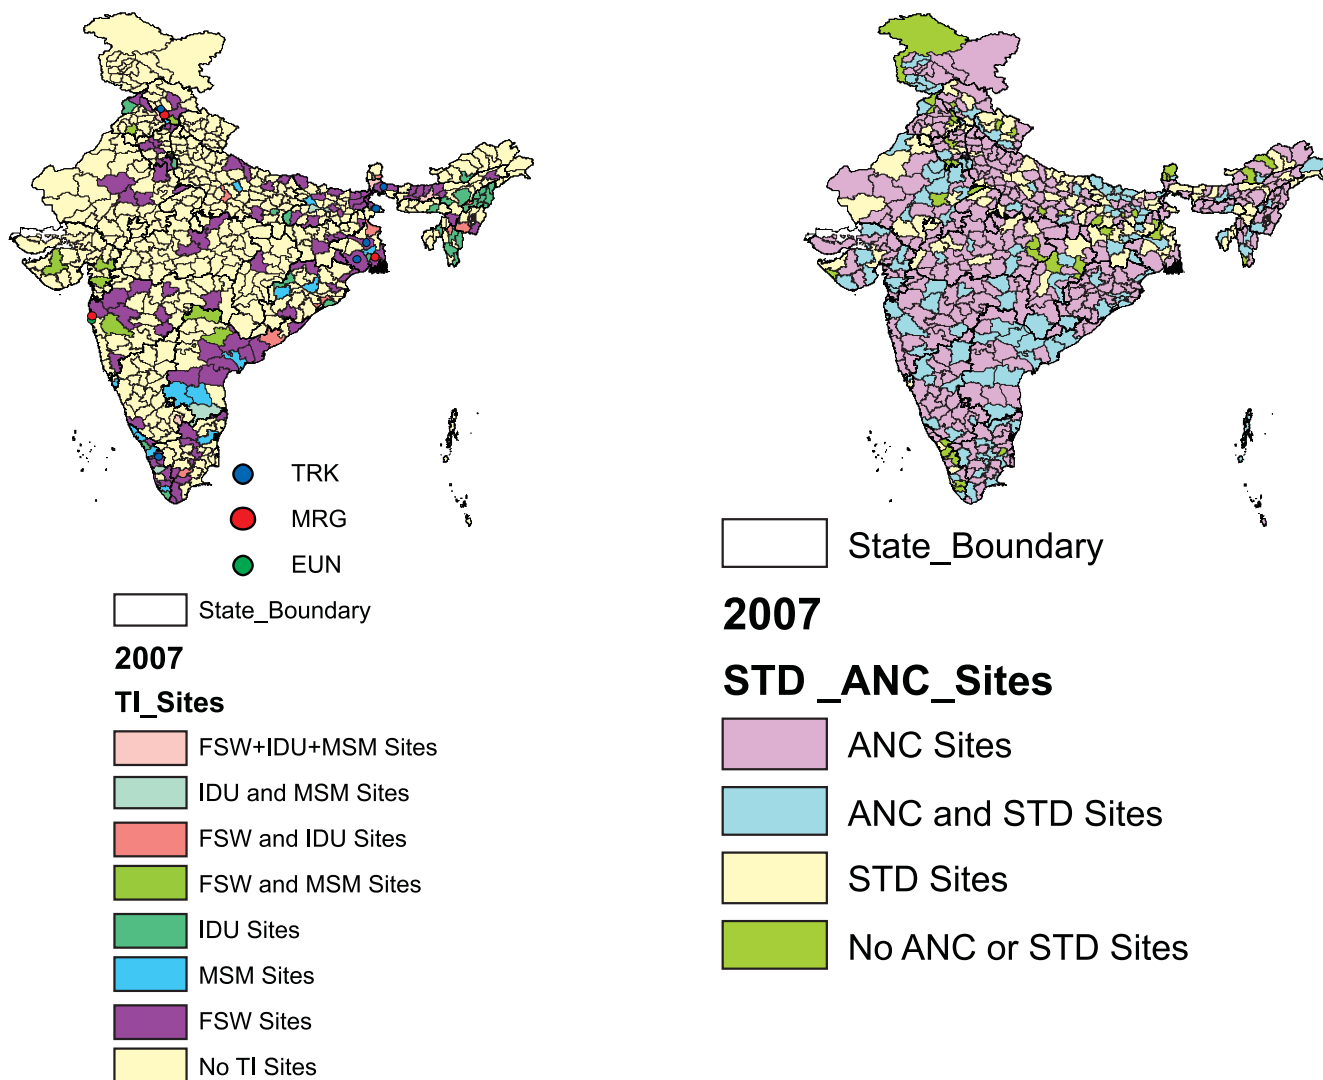 TRK
MRG
EUN
State_Boundary
2007
TI_Sites
FSW+IDU+MSM Sites
IDU and MSM Sites
FSW and IDU Sites
FSW and MSM Sites
IDU Sites
MSM Sites
FSW Sites
No TI Sites
State_Boundary
2007
STD _ANC_Sites
ANC Sites
ANC and STD Sites
STD Sites
No ANC or STD Sites